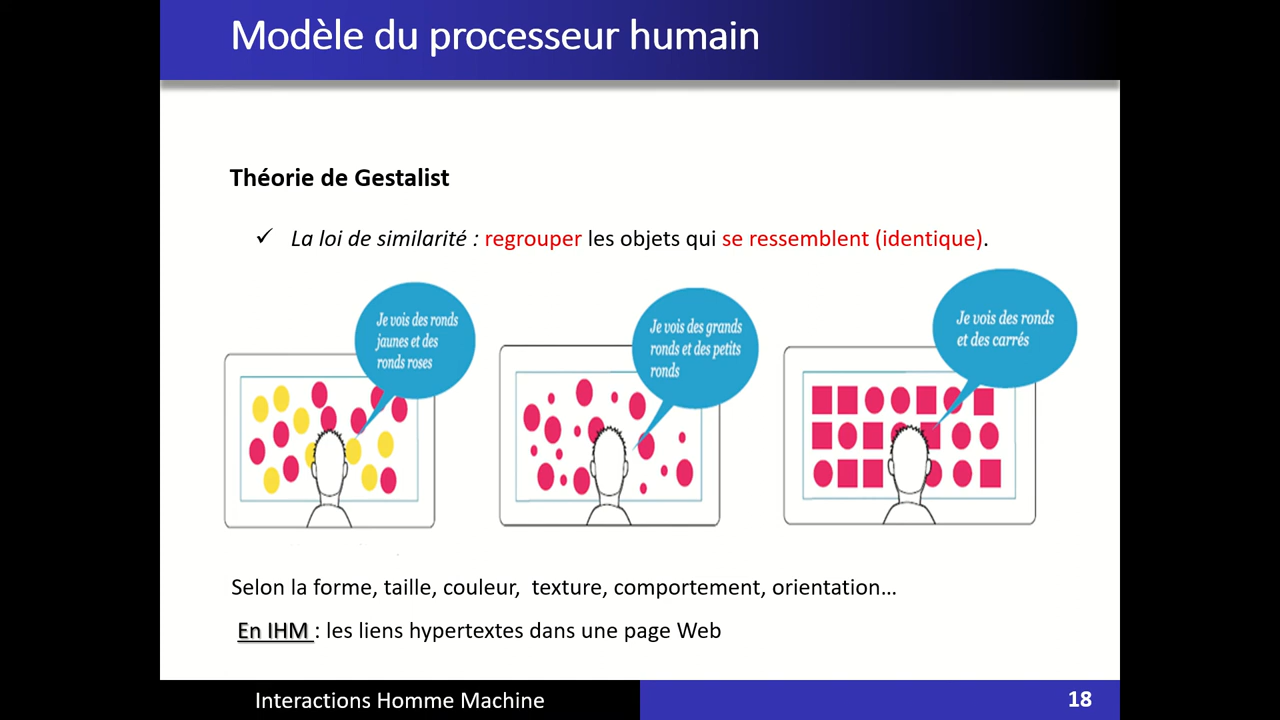 Modèle du processeur humain
Théorie de Gestalist
✓ La loi de similarité : regrouper les objets qui se ressemblent (identique).
Je vois des ronds
jaunes et des
ronds roses
Je vois des grands
ronds et des petits
ronds
Je vois des ronds
et des carrés
Selon la forme, taille, couleur, texture, comportement, orientation...
En IHM : les liens hypertextes dans une page Web
Interactions Homme Machine
18